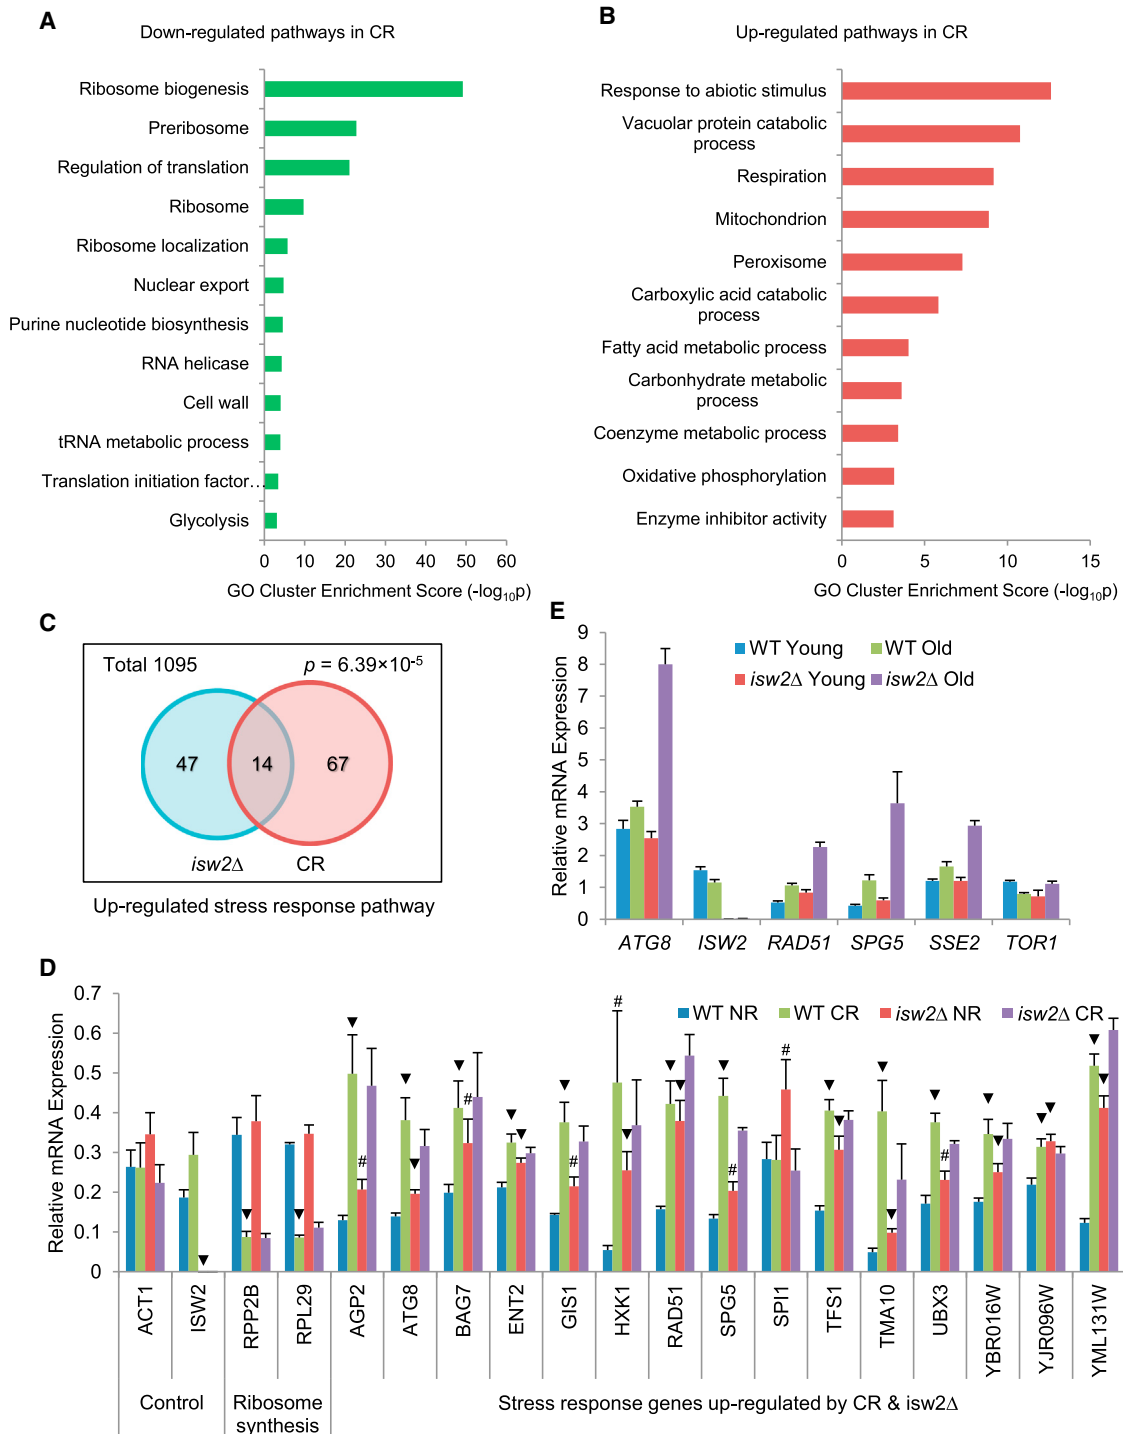 A
Down-regulated pathways in CR
Ribosome biogenesis
Preribosome
Regulation of translation
Ribosome
Ribosome localization
Nuclear export
Purine nucleotide biosynthesis
RNA helicase
Cell wall
tRNA metabolic process
Translation initiation factor…
Glycolysis
0 10 20 30 40 50 60
GO Cluster Enrichment Score (-log10p)
B
Up-regulated pathways in CR
Response to abiotic stimulus
Vacuolar protein catabolic
process
Respiration
Mitochondrion
Peroxisome
Carboxylic acid catabolic
process
Fatty acid metabolic process
Carbonhydrate metabolic
process
Coenzyme metabolic process
Oxidative phosphorylation
Enzyme inhibitor activity
0 5 10 15
GO Cluster Enrichment Score (-log10p)
C
Total 1095
p = 6.39×10-5
47 14 67
isw2Δ CR
Up-regulated stress response pathway
E
Relative mRNA Expression
9
8
7
6
5
4
3
2
1
0
WT Young WT Old
isw2Δ Young isw2Δ Old
ATG8 ISW2 RAD51 SPG5 SSE2 TOR1
D
Relative mRNA Expression
0.7
0.6
0.5
0.4
0.3
0.2
0.1
0
WT NR WT CR isw2Δ NR isw2Δ CR
# # # # # # #
ACT1
ISW2
RPP2B
RPL29
AGP2
ATG8
BAG7
ENT2
GIS1
HXK1
RAD51
SPG5
SPI1
TFS1
TMA10
UBX3
YBR016W
YJR096W
YML131W
Control
Ribosome
synthesis
Stress response genes up-regulated by CR & isw2Δ